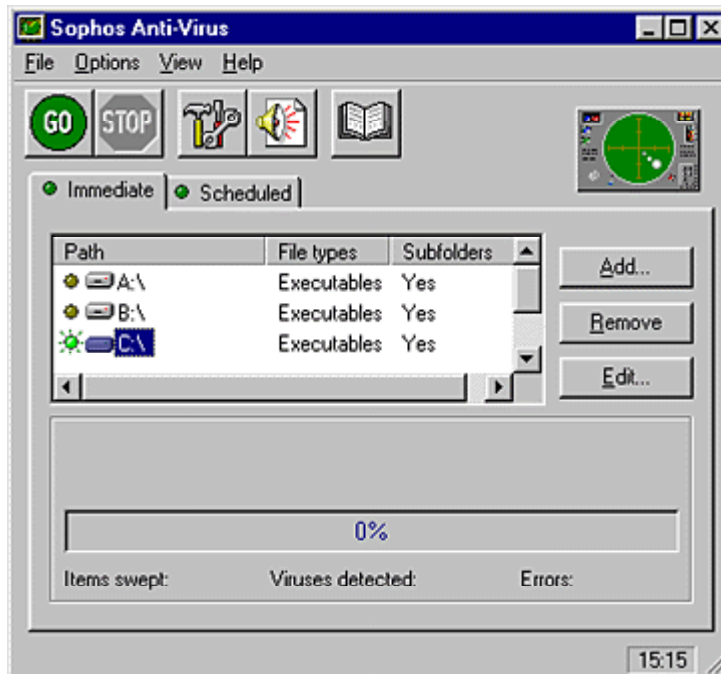 Sophos Anti-Virus
File Options View Help
GO STOP
Immediate Scheduled
Path File types Subfolders
A:\ Executables Yes
B:\ Executables Yes
C:\ Executables Yes
Add...
Remove
Edit...
0%
Items swept: Viruses detected: Errors:
15:15